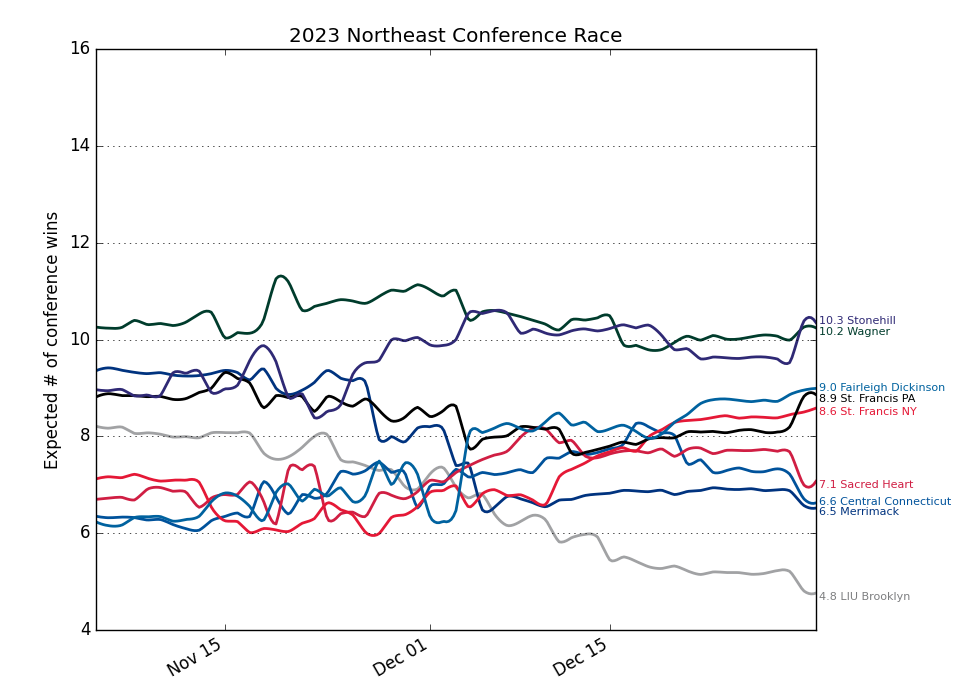 2023 Northeast Conference Race
Expected # of conference wins
16
14
12
10
8
6
4
10.3 Stonehill
10.2 Wagner
9.0 Fairleigh Dickinson
8.9 St. Francis PA
8.6 St. Francis NY
7.1 Sacred Heart
6.6 Central Connecticut
6.5 Merrimack
4.8 LIU Brooklyn
Nov 15
Dec 01
Dec 15